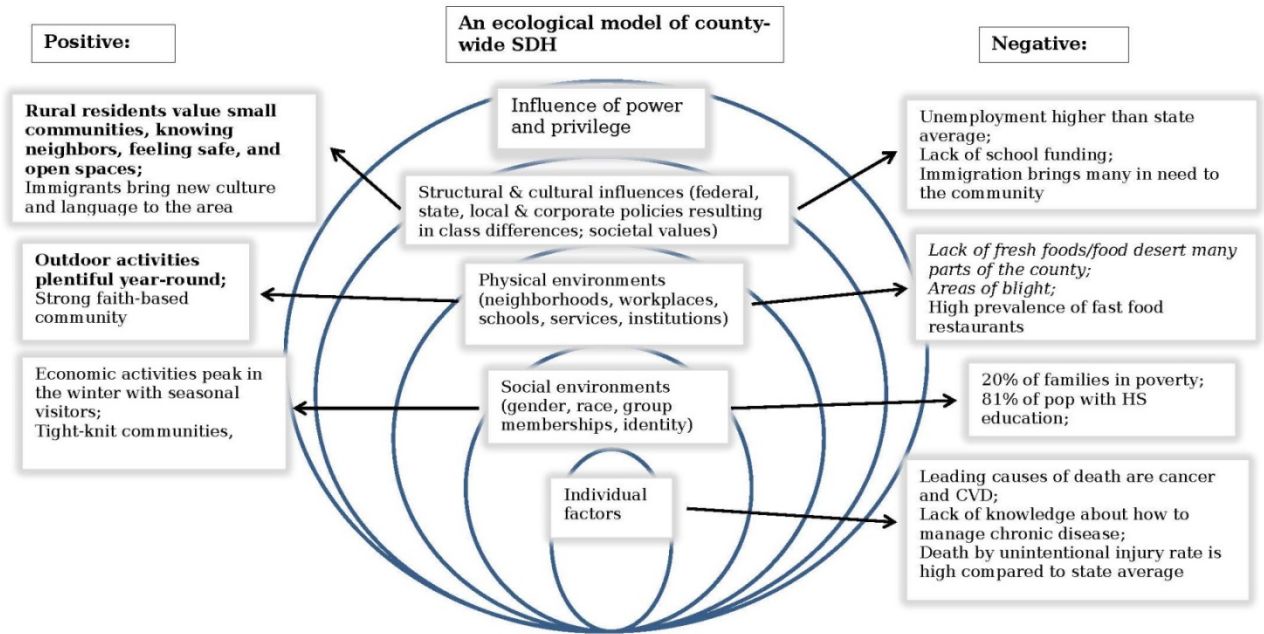 Positive:
An ecological model of county-
wide SDH
Negative:
Rural residents value small
communities, knowing
neighbors, feeling safe, and
open spaces;
Immigrants bring new culture
and language to the area
Influence of power
and privilege
Unemployment higher than state
average;
Lack of school funding;
Immigration brings many in need to
the community
Structural & cultural influences (federal,
state, local & corporate policies resulting
in class differences; societal values)
Outdoor activities
plentiful year-round;
Strong faith-based
community
Physical environments
(neighborhoods, workplaces,
schools, services, institutions)
Lack of fresh foods/food desert many
parts of the county;
Areas of blight;
High prevalence of fast food
restaurants
Economic activities peak in
the winter with seasonal
visitors;
Tight-knit communities,
Social environments
(gender, race, group
memberships, identity)
20% of families in poverty;
81% of pop with HS
education;
Individual
factors
Leading causes of death are cancer
and CVD;
Lack of knowledge about how to
manage chronic disease;
Death by unintentional injury rate is
high compared to state average